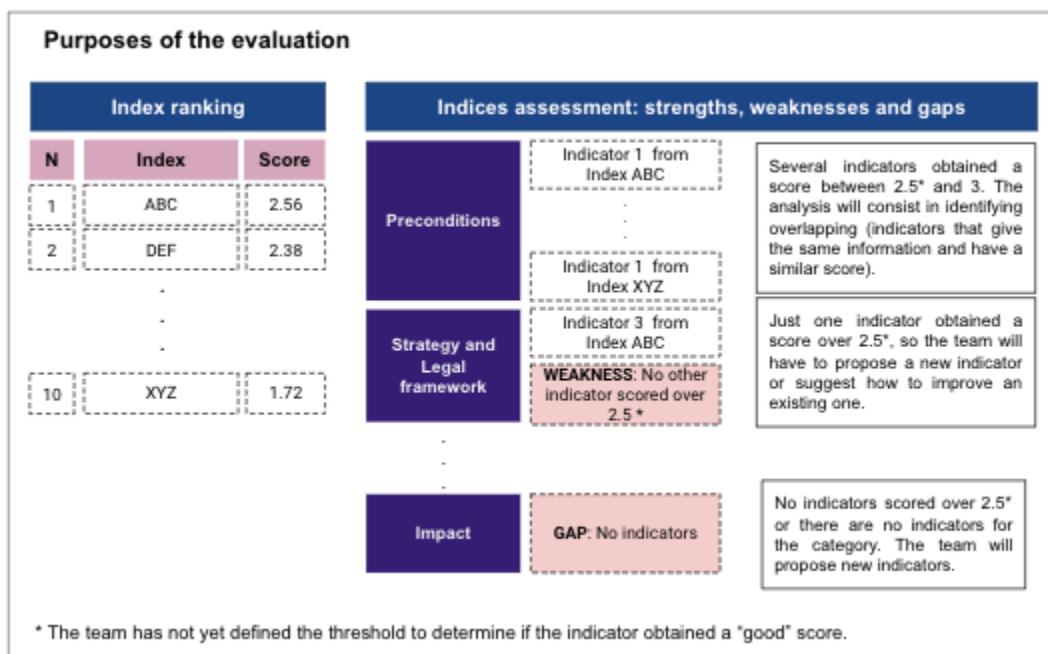 Purposes of the evaluation
Index ranking
N Index Score
1 ABC 2.56
2 DEF 2.38
.
.
.
10 XYZ 1.72
Indices assessment: strengths, weaknesses and gaps
Preconditions
Indicator 1 from
Index ABC
.
.
.
Indicator 1 from
Index XYZ
Several indicators obtained a
score between 2.5* and 3. The
analysis will consist in identifying
overlapping (indicators that give
the same information and have a
similar score).
Strategy and
Legal
framework
Indicator 3 from
Index ABC
WEAKNESS: No other
indicator scored over
2.5 *
Just one indicator obtained a
score over 2.5*, so the team will
have to propose a new indicator
or suggest how to improve an
existing one.
.
.
.
Impact
GAP: No indicators
No indicators scored over 2.5*
or there are no indicators for
the category. The team will
propose new indicators.
* The team has not yet defined the threshold to determine if the indicator obtained a “good” score.